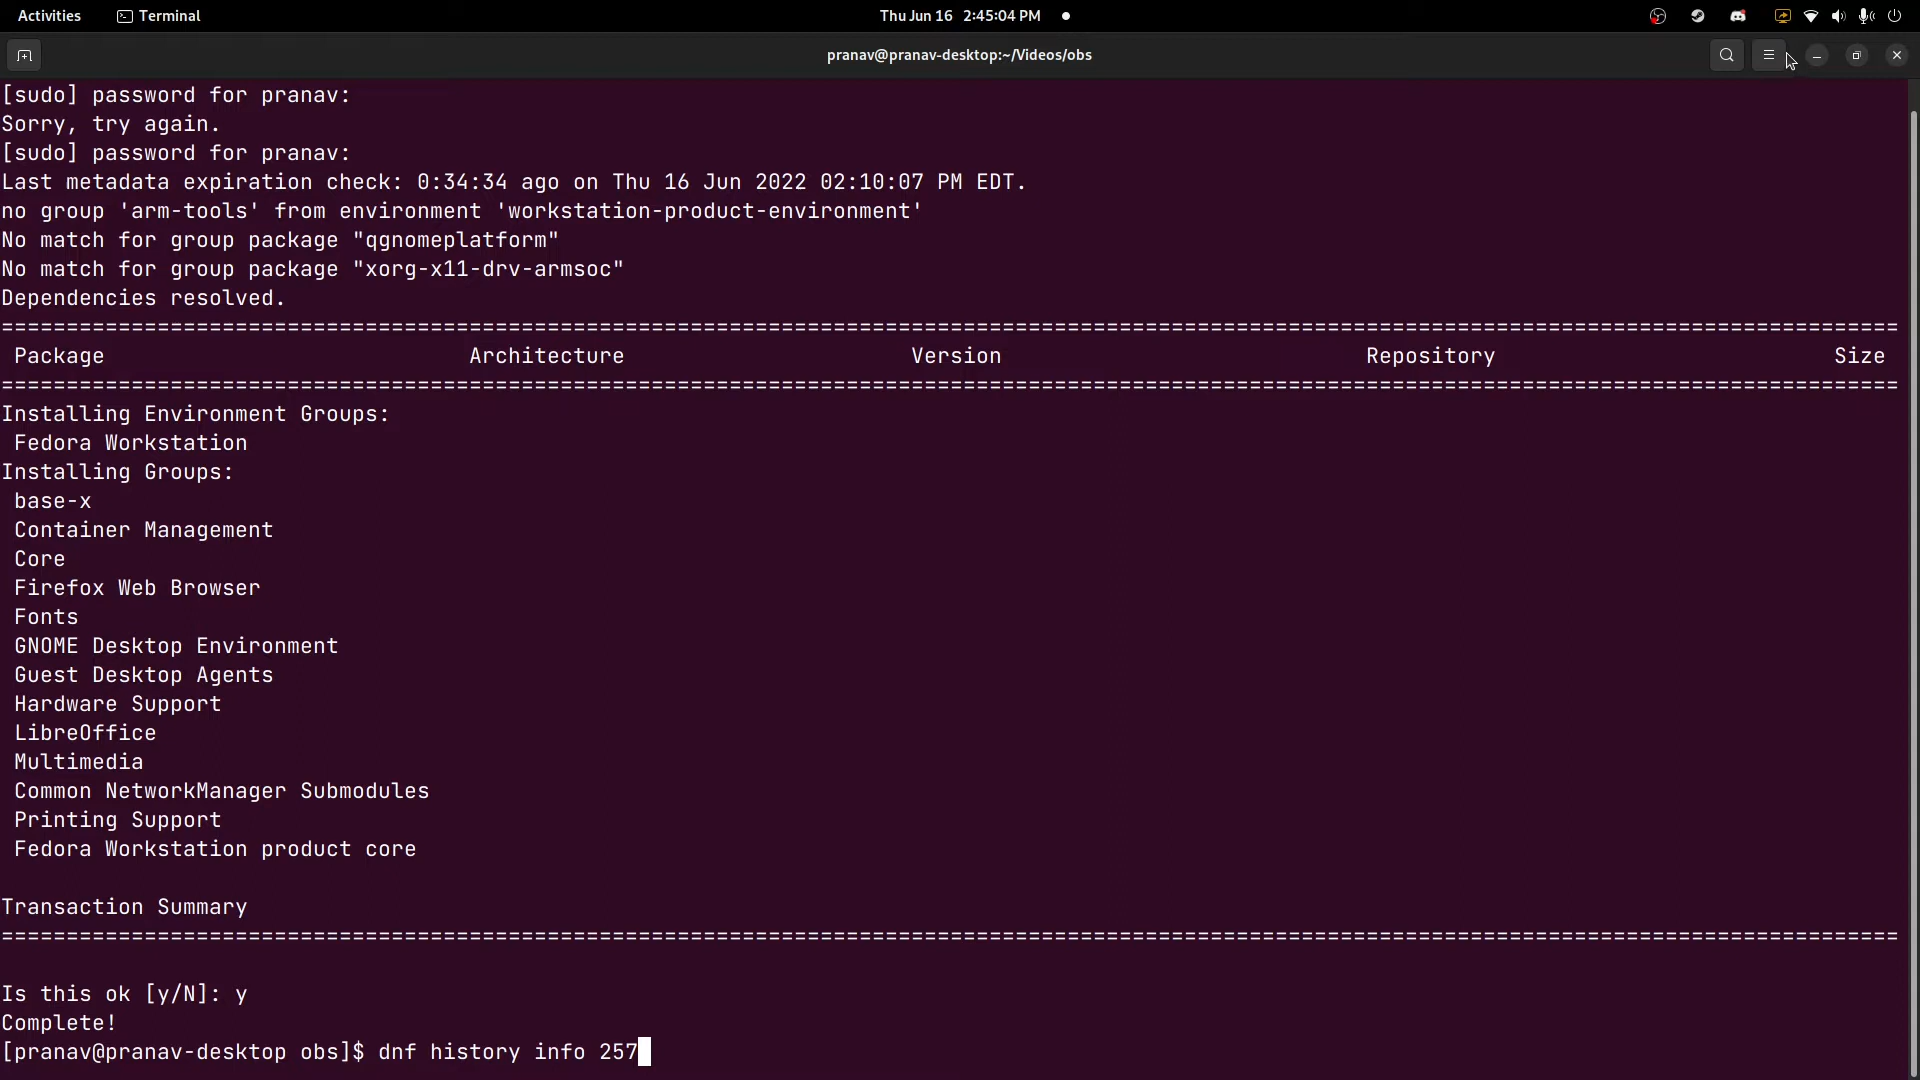 Activities Terminal Thu Jun 16 2:45:04 PM
pranav@pranav-desktop:~/Videos/obs
[sudo] password for pranav:
Sorry, try again.
[sudo] password for pranav:
Last metadata expiration check: 0:34:34 ago on Thu 16 Jun 2022 02:10:07 PM EDT.
no group 'arm-tools' from environment 'workstation-product-environment'
No match for group package "qgnomeplatform"
No match for group package "xorg-x11-drv-armsoc"
Dependencies resolved.
==================================================================================================================================================
Package Architecture Version Repository Size
==================================================================================================================================================
Installing Environment Groups:
Fedora Workstation
Installing Groups:
base-x
Container Management
Core
Firefox Web Browser
Fonts
GNOME Desktop Environment
Guest Desktop Agents
Hardware Support
LibreOffice
Multimedia
Common NetworkManager Submodules
Printing Support
Fedora Workstation product core
Transaction Summary
==================================================================================================================================================
Is this ok [y/N]: y
Complete!
[pranav@pranav-desktop obs]$ dnf history info 257